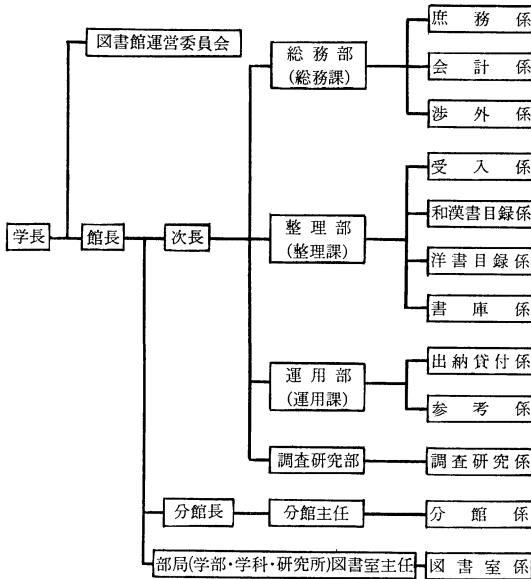 図書館運営委員会
学長
館長
次長
総務部
(総務課)
庶務係
会計係
渉外係
整理部
(整理課)
受入係
和漢書目録係
洋書目録係
書庫係
運用部
(運用課)
出納貸付係
参考係
調査研究部
調査研究係
分館長
分館主任
分館係
部局(学部・学科・研究所)図書室主任
図書室係